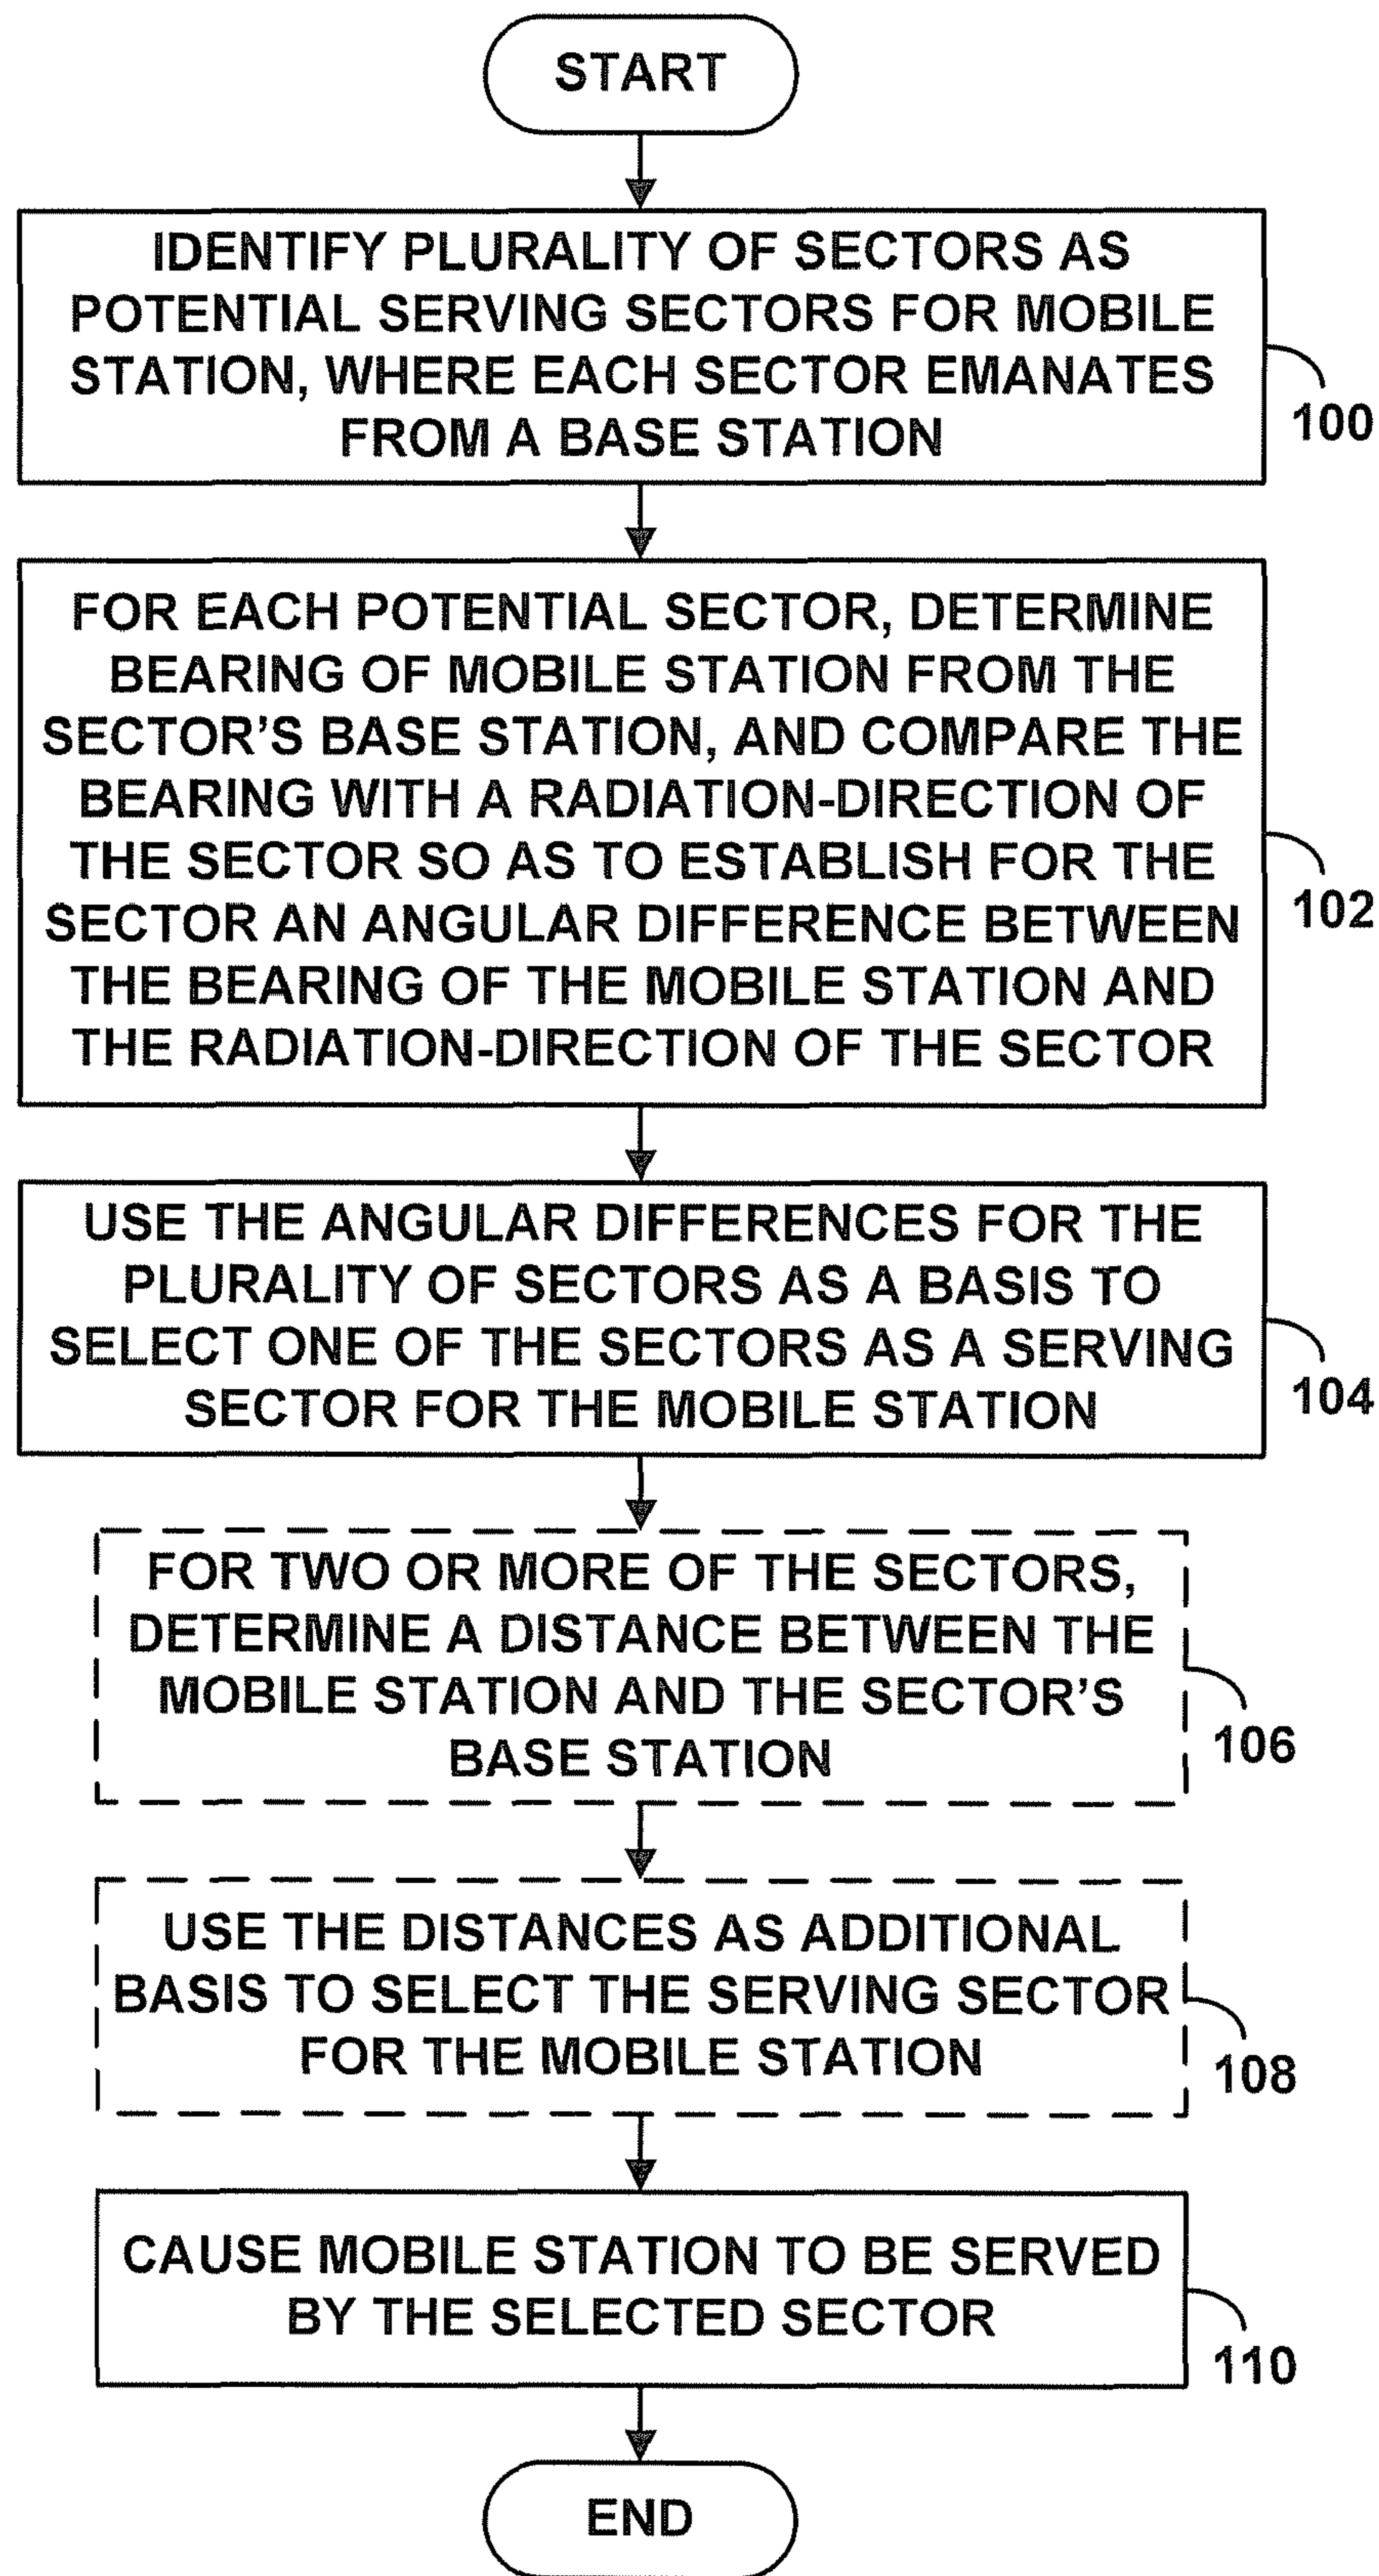 START
IDENTIFY PLURALITY OF SECTORS AS
POTENTIAL SERVING SECTORS FOR MOBILE
STATION, WHERE EACH SECTOR EMANATES
FROM A BASE STATION
100
FOR EACH POTENTIAL SECTOR, DETERMINE
BEARING OF MOBILE STATION FROM THE
SECTOR'S BASE STATION, AND COMPARE THE
BEARING WITH A RADIATION-DIRECTION OF
THE SECTOR SO AS TO ESTABLISH FOR THE
SECTOR AN ANGULAR DIFFERENCE BETWEEN
THE BEARING OF THE MOBILE STATION AND
THE RADIATION-DIRECTION OF THE SECTOR
102
USE THE ANGULAR DIFFERENCES FOR THE
PLURALITY OF SECTORS AS A BASIS TO
SELECT ONE OF THE SECTORS AS A SERVING
SECTOR FOR THE MOBILE STATION
104
FOR TWO OR MORE OF THE SECTORS,
DETERMINE A DISTANCE BETWEEN THE
MOBILE STATION AND THE SECTOR'S
BASE STATION
106
USE THE DISTANCES AS ADDITIONAL
BASIS TO SELECT THE SERVING SECTOR
FOR THE MOBILE STATION
108
CAUSE MOBILE STATION TO BE SERVED
BY THE SELECTED SECTOR
110
END